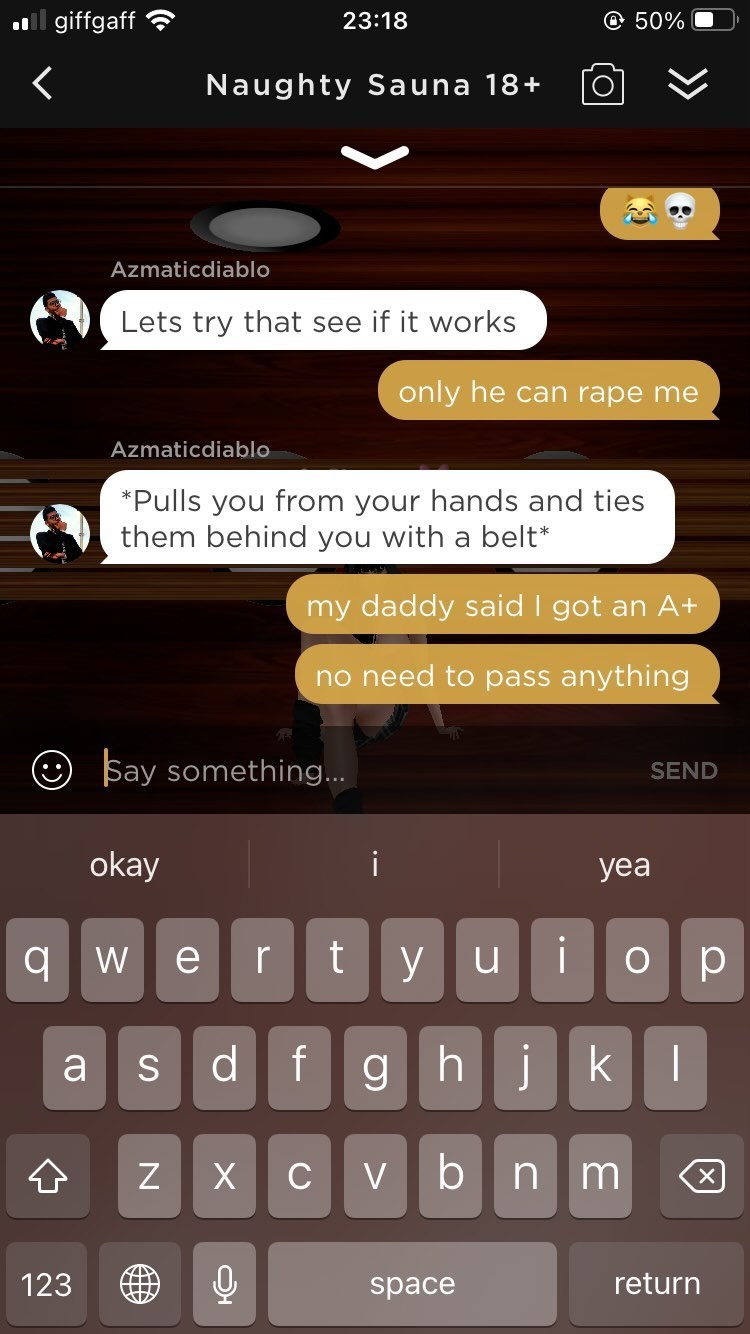 giffgaff 23:18 50%
Naughty Sauna 18+
😹💀
Azmaticdiablo
Lets try that see if it works
only he can rape me
Azmaticdiablo
*Pulls you from your hands and ties
them behind you with a belt*
my daddy said I got an A+
no need to pass anything
Say something...
SEND
okay i yea
q w e r t y u i o p
a s d f g h j k l
z x c v b n m
123 space return